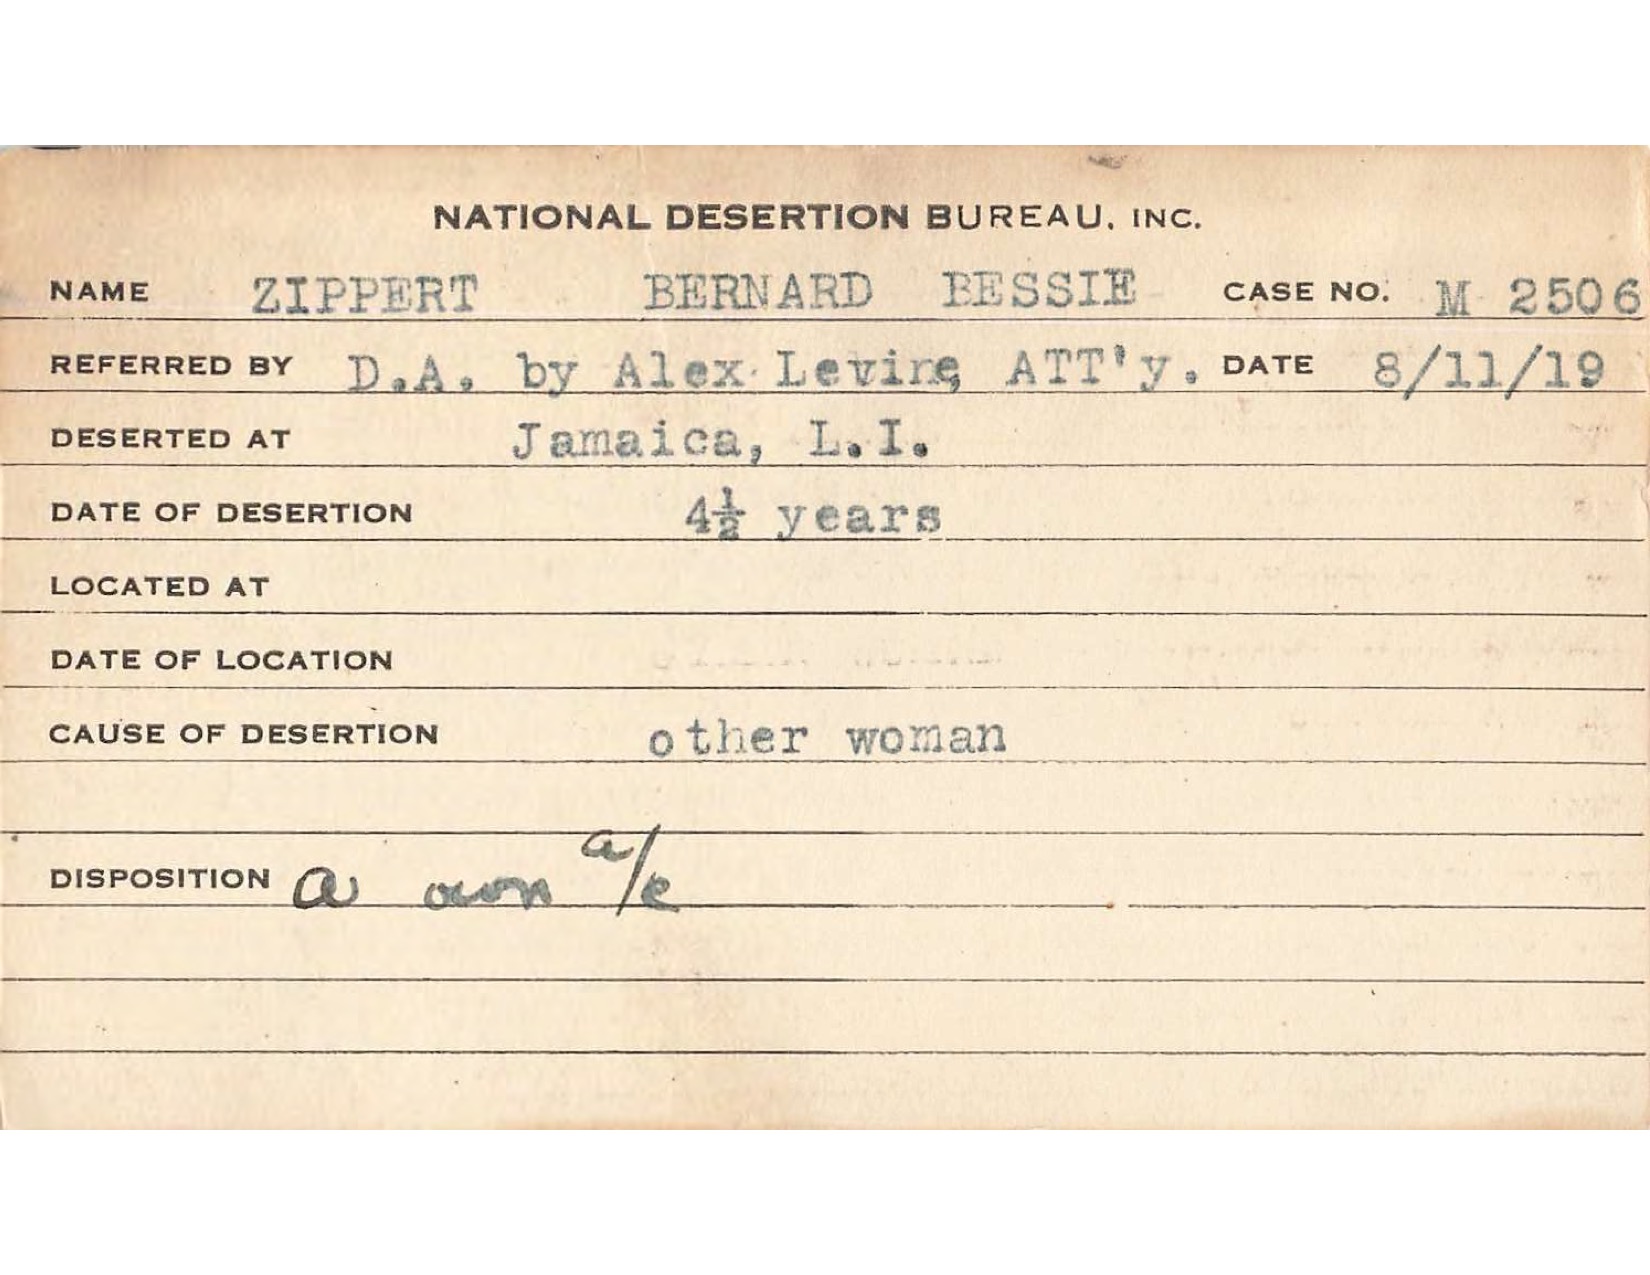 NATIONAL DESERTION BUREAU, INC.
NAME ZIPPERT BERNARD BESSIE CASE NO. M 2506
REFERRED BY D.A. by Alex Levine, ATT'y. DATE 8/11/19
DESERTED AT Jamaica, L.I.
DATE OF DESERTION 4½ years
LOCATED AT
DATE OF LOCATION
CAUSE OF DESERTION other woman
DISPOSITION a own a/c